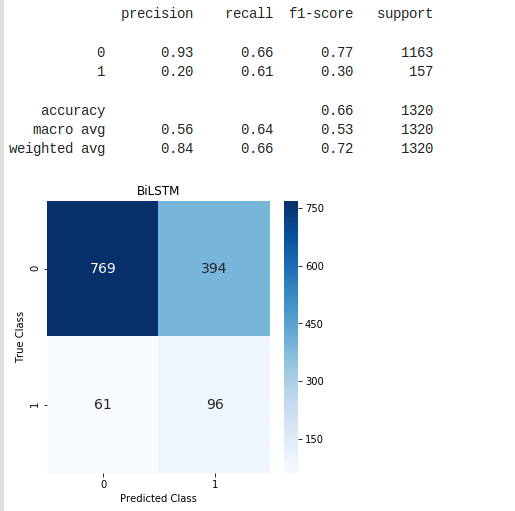 precision recall f1-score support
0 0.93 0.66 0.77 1163
1 0.20 0.61 0.30 157
accuracy 0.66 1320
macro avg 0.56 0.64 0.53 1320
weighted avg 0.84 0.66 0.72 1320
BiLSTM
750
769 394
0
600
450
True Class
300
61 96
1
150
0 1
Predicted Class